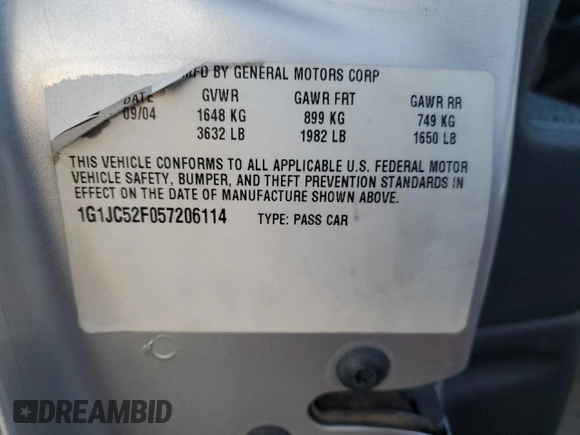 MFD BY GENERAL MOTORS CORP
DATE GVWR GAWR FRT GAWR RR
09/04 1648 KG 899 KG 749 KG
3632 LB 1982 LB 1650 LB
THIS VEHICLE CONFORMS TO ALL APPLICABLE U.S. FEDERAL MOTOR
VEHICLE SAFETY, BUMPER, AND THEFT PREVENTION STANDARDS IN
EFFECT ON THE DATE OF MANUFACTURE SHOWN ABOVE.
1G1JC52F057206114 TYPE: PASS CAR
DREAMBID